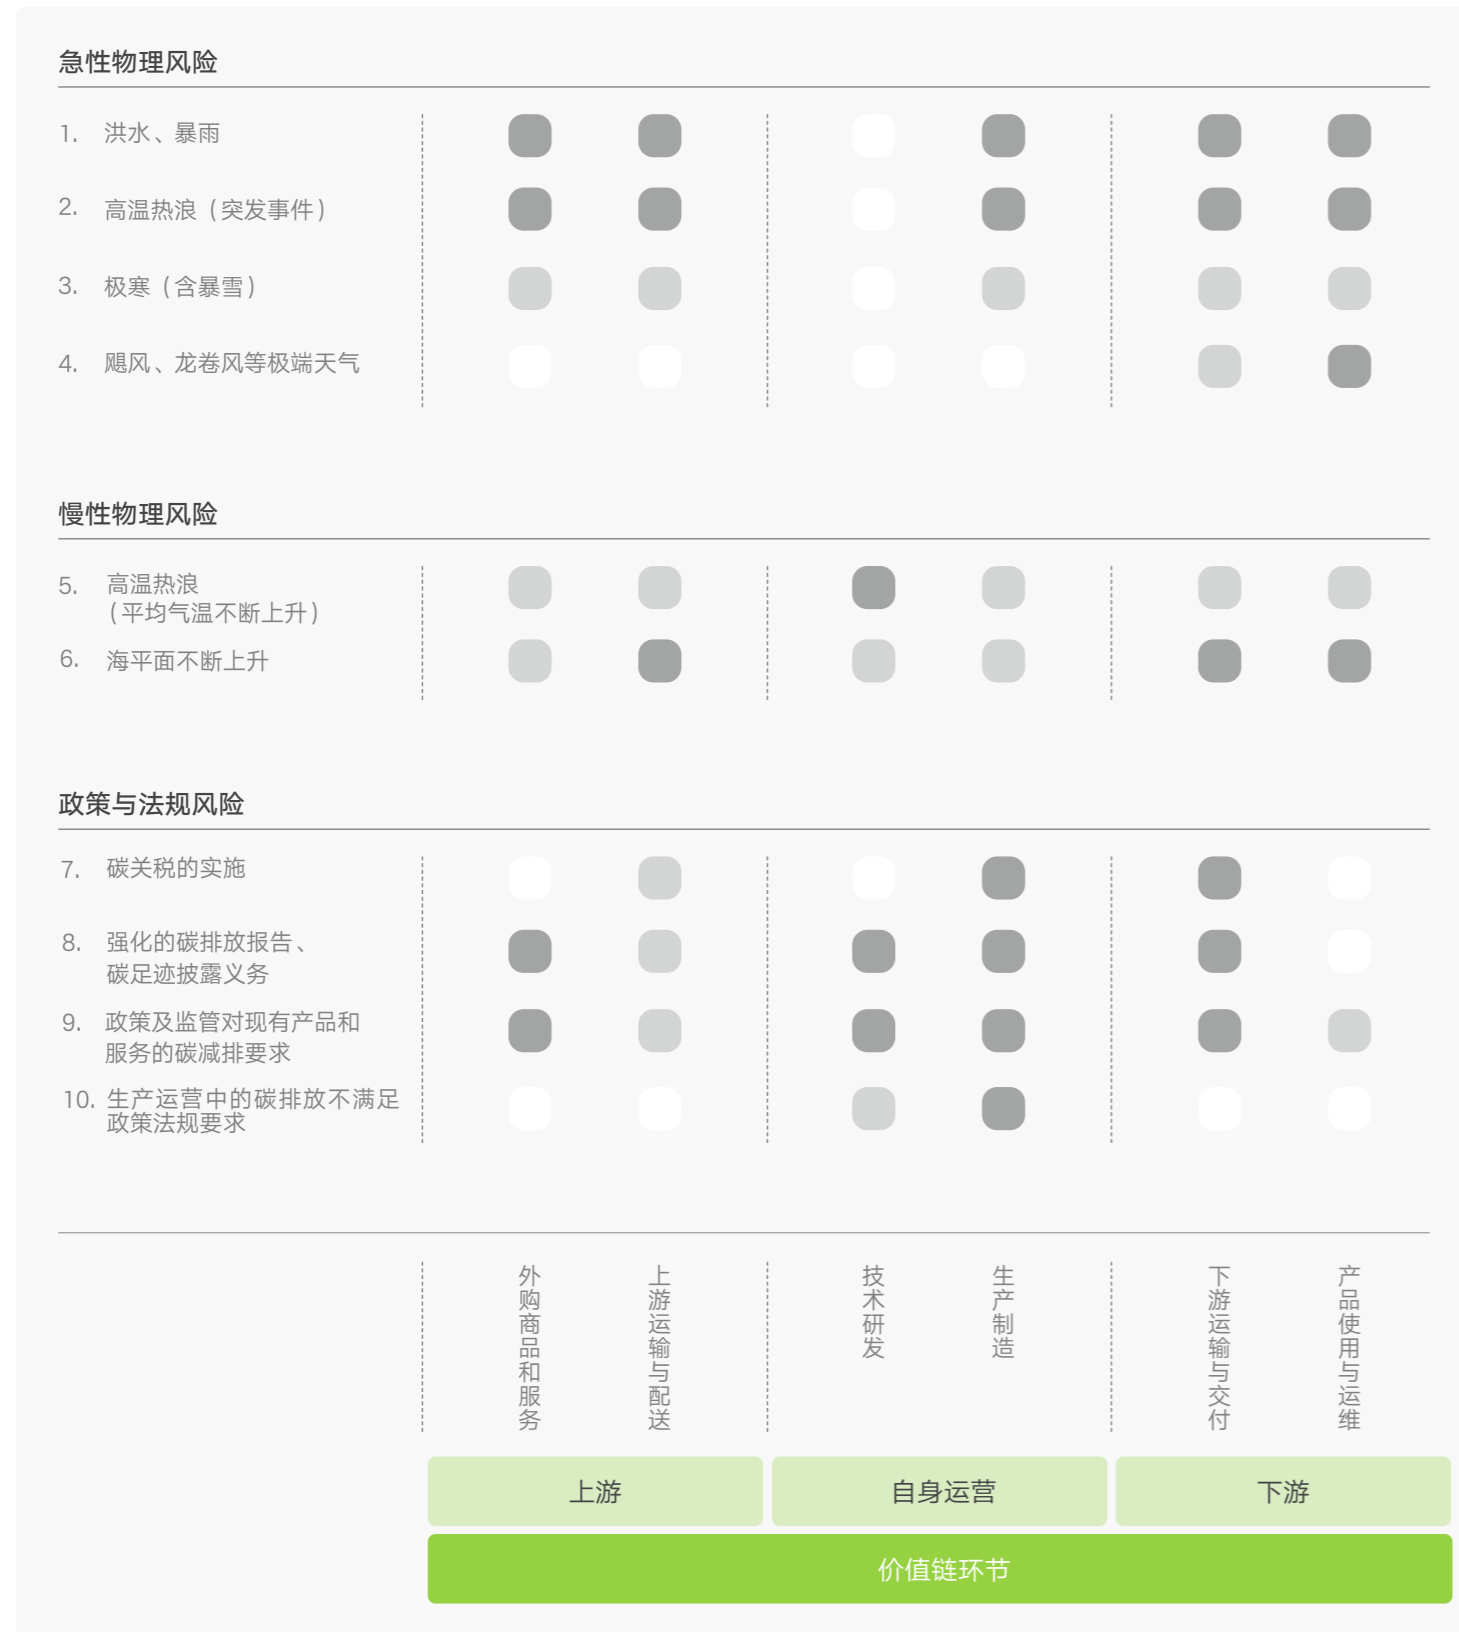 急性物理风险
1. 洪水、暴雨
2. 高温热浪（突发事件）
3. 极寒（含暴雪）
4. 飓风、龙卷风等极端天气
慢性物理风险
5. 高温热浪
（平均气温不断上升）
6. 海平面不断上升
政策与法规风险
7. 碳关税的实施
8. 强化的碳排放报告、
碳足迹披露义务
9. 政策及监管对现有产品和
服务的碳减排要求
10. 生产运营中的碳排放不满足
政策法规要求
外购商品和服务
上游运输与配送
技术研发
生产制造
下游运输与交付
产品使用与运维
上游
自身运营
下游
价值链环节